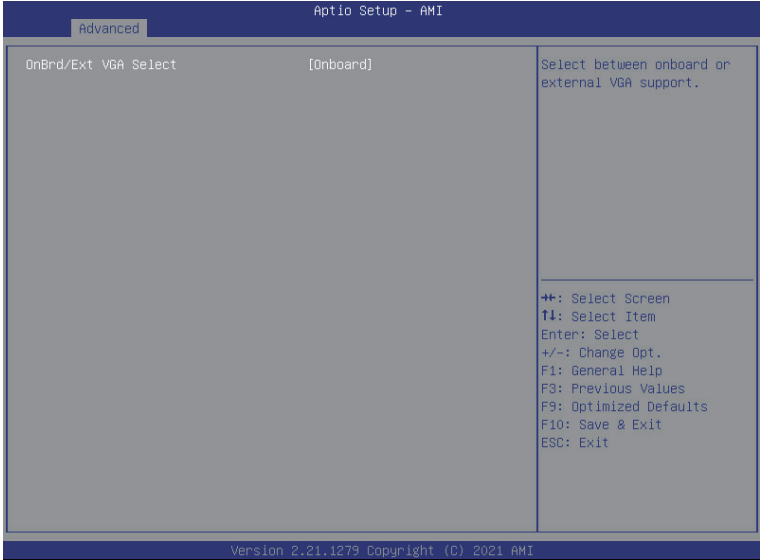 Aptio Setup – AMI
Advanced
OnBrd/Ext VGA Select [Onboard]
Select between onboard or
external VGA support.
→←: Select Screen
↑↓: Select Item
Enter: Select
+/-: Change Opt.
F1: General Help
F3: Previous Values
F9: Optimized Defaults
F10: Save & Exit
ESC: Exit
Version 2.21.1279 Copyright (C) 2021 AMI